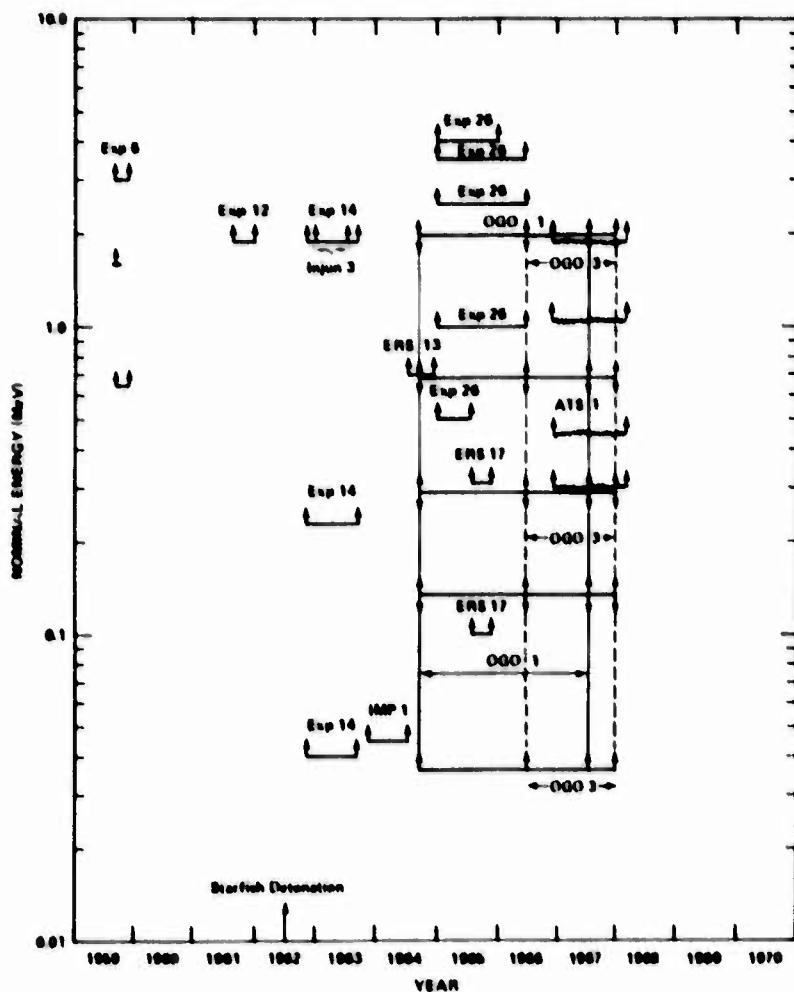 10.0
Exp 26
Exp 6
Exp 26
Exp 26
Exp 12
Exp 14
OGO 1
Injun 3
OGO 3
1.0
Exp 26
ERS 13
Exp 26
ATS 1
ERS 17
Exp 14
OGO 3
NOMINAL ENERGY (MeV)
0.1
ERS 17
OGO 1
IMP 1
Exp 14
OGO 3
Starfish Detonation
0.01
1959 1960 1961 1962 1963 1964 1965 1966 1967 1968 1969 1970
YEAR